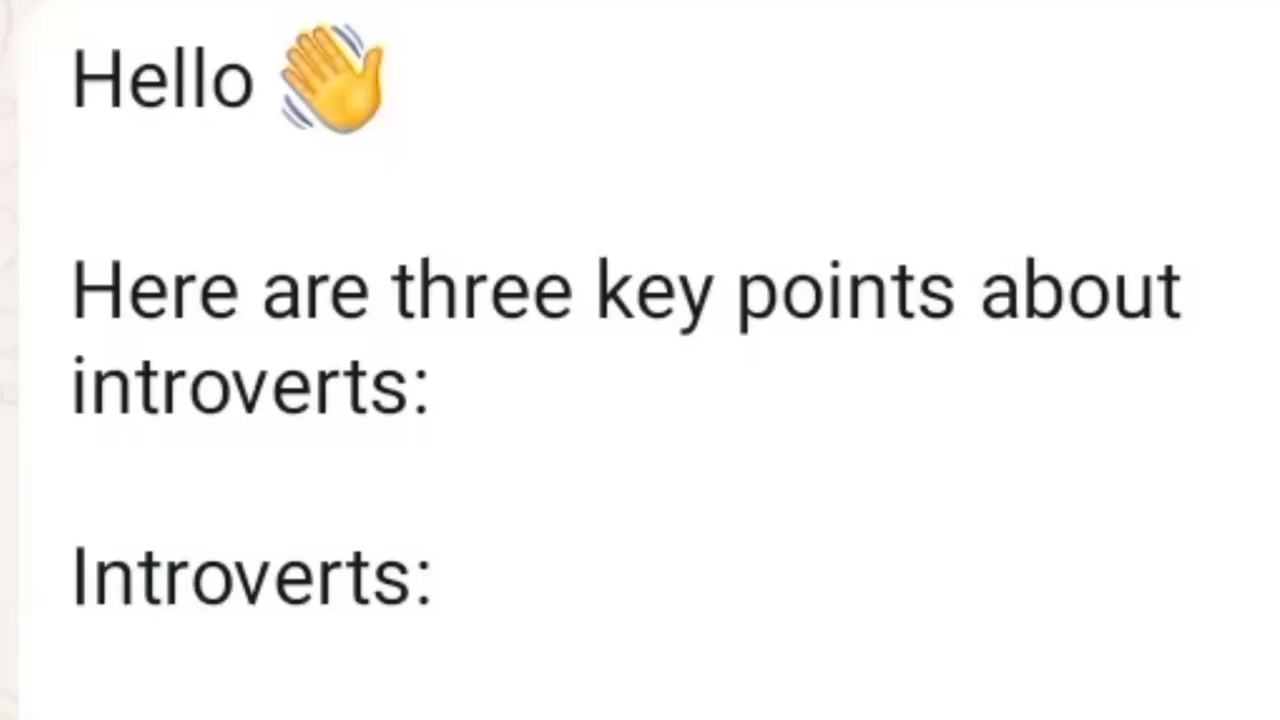 Hello 👋
Here are three key points about
introverts:
Introverts: